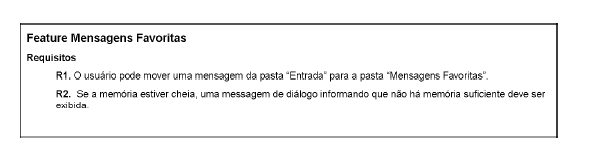 Feature Mensagens Favoritas
Requisitos
R1. O usuário pode mover uma mensagem da pasta "Entrada" para a pasta "Mensagens Favoritas".
R2. Se a memória estiver cheia, uma messagem de diálogo informando que não há memória suficiente deve ser
exibida.